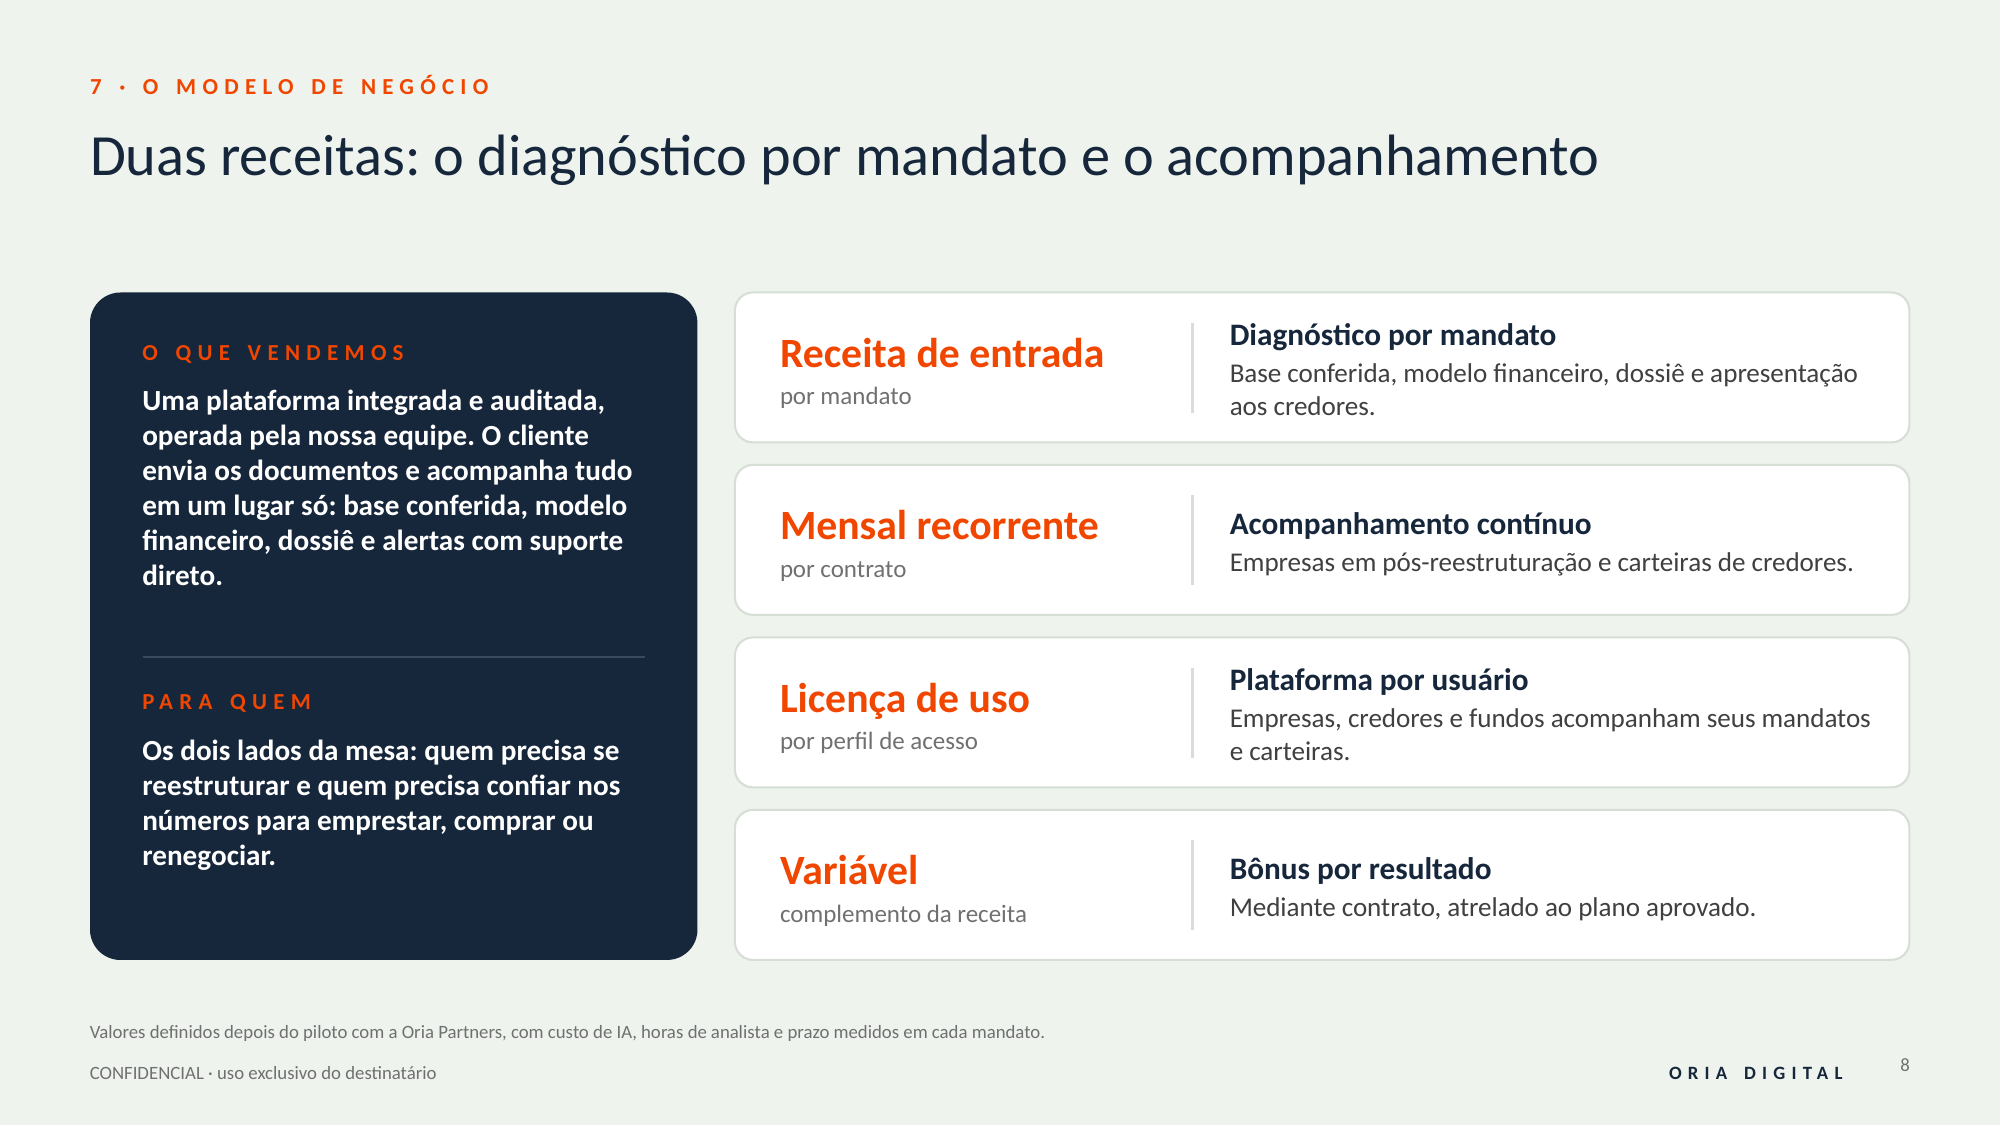 7 · O MODELO DE NEGÓCIO
Duas receitas: o diagnóstico por mandato e o acompanhamento
O QUE VENDEMOS
Uma plataforma integrada e auditada,
operada pela nossa equipe. O cliente
envia os documentos e acompanha tudo
em um lugar só: base conferida, modelo
financeiro, dossiê e alertas com suporte
direto.
PARA QUEM
Os dois lados da mesa: quem precisa se
reestruturar e quem precisa confiar nos
números para emprestar, comprar ou
renegociar.
Receita de entrada
por mandato
Diagnóstico por mandato
Base conferida, modelo financeiro, dossiê e apresentação
aos credores.
Mensal recorrente
por contrato
Acompanhamento contínuo
Empresas em pós-reestruturação e carteiras de credores.
Licença de uso
por perfil de acesso
Plataforma por usuário
Empresas, credores e fundos acompanham seus mandatos
e carteiras.
Variável
complemento da receita
Bônus por resultado
Mediante contrato, atrelado ao plano aprovado.
Valores definidos depois do piloto com a Oria Partners, com custo de IA, horas de analista e prazo medidos em cada mandato.
CONFIDENCIAL · uso exclusivo do destinatário
ORIA DIGITAL
8